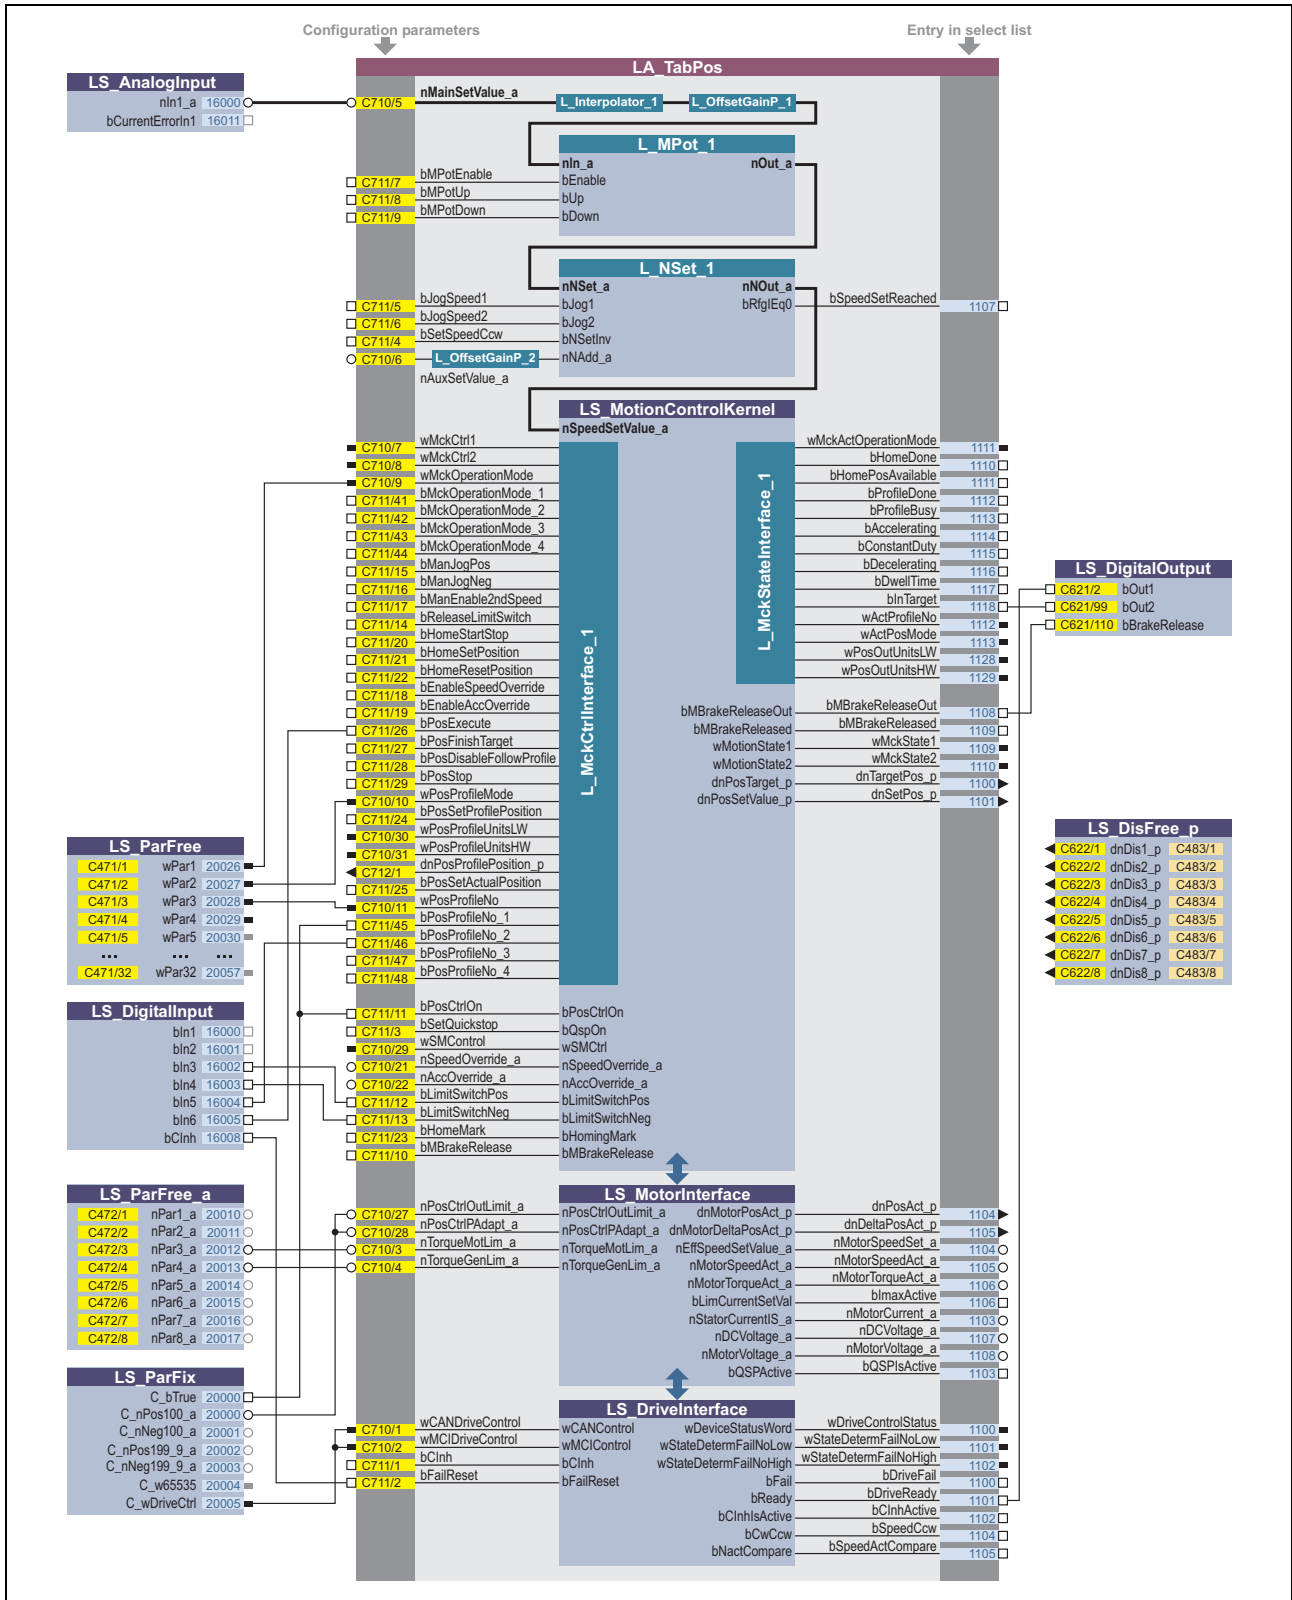 Configuration parameters
Entry in select list
LA_TabPos
LS_AnalogInput
nIn1_a 16000
bCurrentErrorIn1 16011
C710/5 nMainSetValue_a L_Interpolator_1 L_OffsetGainP_1
L_MPot_1
nIn_a nOut_a
C711/7 bMPotEnable bEnable
C711/8 bMPotUp bUp
C711/9 bMPotDown bDown
L_NSet_1
nNSet_a nNOut_a
C711/5 bJogSpeed1 bJog1 bRfgIEq0 bSpeedSetReached 1107
C711/6 bJogSpeed2 bJog2
C711/4 bSetSpeedCcw bNSetInv
C710/6 L_OffsetGainP_2 nNAdd_a
nAuxSetValue_a
LS_MotionControlKernel
nSpeedSetValue_a
L_MckCtrlInterface_1
L_MckStateInterface_1
C710/7 wMckCtrl1 wMckActOperationMode 1111
C710/8 wMckCtrl2 bHomeDone 1110
C710/9 wMckOperationMode bHomePosAvailable 1111
C711/41 bMckOperationMode_1 bProfileDone 1112
C711/42 bMckOperationMode_2 bProfileBusy 1113
C711/43 bMckOperationMode_3 bAccelerating 1114
C711/44 bMckOperationMode_4 bConstantDuty 1115
C711/15 bManJogPos bDecelerating 1116
C711/16 bManJogNeg bDwellTime 1117
C711/17 bManEnable2ndSpeed bInTarget 1118
C711/14 bReleaseLimitSwitch wActProfileNo 1112
C711/20 bHomeStartStop wActPosMode 1113
C711/21 bHomeSetPosition wPosOutUnitsLW 1128
C711/22 bHomeResetPosition wPosOutUnitsHW 1129
C711/18 bEnableSpeedOverride
C711/19 bEnableAccOverride bMBrakeReleaseOut bMBrakeReleaseOut 1108
C711/26 bPosExecute bMBrakeReleased bMBrakeReleased 1109
C711/27 bPosFinishTarget wMotionState1 wMckState1 1109
C711/28 bPosDisableFollowProfile wMotionState2 wMckState2 1110
C711/29 bPosStop dnPosTarget_p dnTargetPos_p 1100
C710/10 wPosProfileMode dnPosSetValue_p dnSetPos_p 1101
C711/24 bPosSetProfilePosition
C710/30 wPosProfileUnitsLW
C710/31 wPosProfileUnitsHW
C712/1 dnPosProfilePosition_p
C711/25 bPosSetActualPosition
C710/11 wPosProfileNo
C711/45 bPosProfileNo_1
C711/46 bPosProfileNo_2
C711/47 bPosProfileNo_3
C711/48 bPosProfileNo_4
C711/11 bPosCtrlOn bPosCtrlOn
C711/3 bSetQuickstop bQspOn
C710/29 wSMControl wSMCtrl
C710/21 nSpeedOverride_a nSpeedOverride_a
C710/22 nAccOverride_a nAccOverride_a
C711/12 bLimitSwitchPos bLimitSwitchPos
C711/13 bLimitSwitchNeg bLimitSwitchNeg
C711/23 bHomeMark bHomingMark
C711/10 bMBrakeRelease bMBrakeRelease
LS_DigitalOutput
C621/2 bOut1
C621/99 bOut2
C621/110 bBrakeRelease
LS_DisFree_p
C622/1 dnDis1_p C483/1
C622/2 dnDis2_p C483/2
C622/3 dnDis3_p C483/3
C622/4 dnDis4_p C483/4
C622/5 dnDis5_p C483/5
C622/6 dnDis6_p C483/6
C622/7 dnDis7_p C483/7
C622/8 dnDis8_p C483/8
LS_ParFree
C471/1 wPar1 20026
C471/2 wPar2 20027
C471/3 wPar3 20028
C471/4 wPar4 20029
C471/5 wPar5 20030
... ... ...
C471/32 wPar32 20057
LS_DigitalInput
bIn1 16000
bIn2 16001
bIn3 16002
bIn4 16003
bIn5 16004
bIn6 16005
bCInh 16008
LS_ParFree_a
C472/1 nPar1_a 20010
C472/2 nPar2_a 20011
C472/3 nPar3_a 20012
C472/4 nPar4_a 20013
C472/5 nPar5_a 20014
C472/6 nPar6_a 20015
C472/7 nPar7_a 20016
C472/8 nPar8_a 20017
LS_ParFix
C_bTrue 20000
C_nPos100_a 20000
C_nNeg100_a 20001
C_nPos199_9_a 20002
C_nNeg199_9_a 20003
C_w65535 20004
C_wDriveCtrl 20005
LS_MotorInterface
C710/27 nPosCtrlOutLimit_a nPosCtrlOutLimit_a dnMotorPosAct_p dnPosAct_p 1104
C710/28 nPosCtrlPAdapt_a nPosCtrlPAdapt_a dnMotorDeltaPosAct_p dnDeltaPosAct_p 1105
C710/3 nTorqueMotLim_a nTorqueMotLim_a nEffSpeedSetValue_a nMotorSpeedSet_a 1104
C710/4 nTorqueGenLim_a nTorqueGenLim_a nMotorSpeedAct_a nMotorSpeedAct_a 1105
nMotorTorqueAct_a nMotorTorqueAct_a 1106
bLimCurrentSetVal bImaxActive 1106
nStatorCurrentIS_a nMotorCurrent_a 1103
nDCVoltage_a nDCVoltage_a 1107
nMotorVoltage_a nMotorVoltage_a 1108
bQSPActive bQSPIsActive 1103
LS_DriveInterface
C710/1 wCANDriveControl wCANControl wDeviceStatusWord wDriveControlStatus 1100
C710/2 wMCIDriveControl wMCIControl wStateDetermFailNoLow wStateDetermFailNoLow 1101
C711/1 bCInh bCInh wStateDetermFailNoHigh wStateDetermFailNoHigh 1102
C711/2 bFailReset bFailReset bFail bDriveFail 1100
bReady bDriveReady 1101
bCInhIsActive bCInhActive 1102
bCwCcw bSpeedCcw 1104
bNactCompare bSpeedActCompare 1105